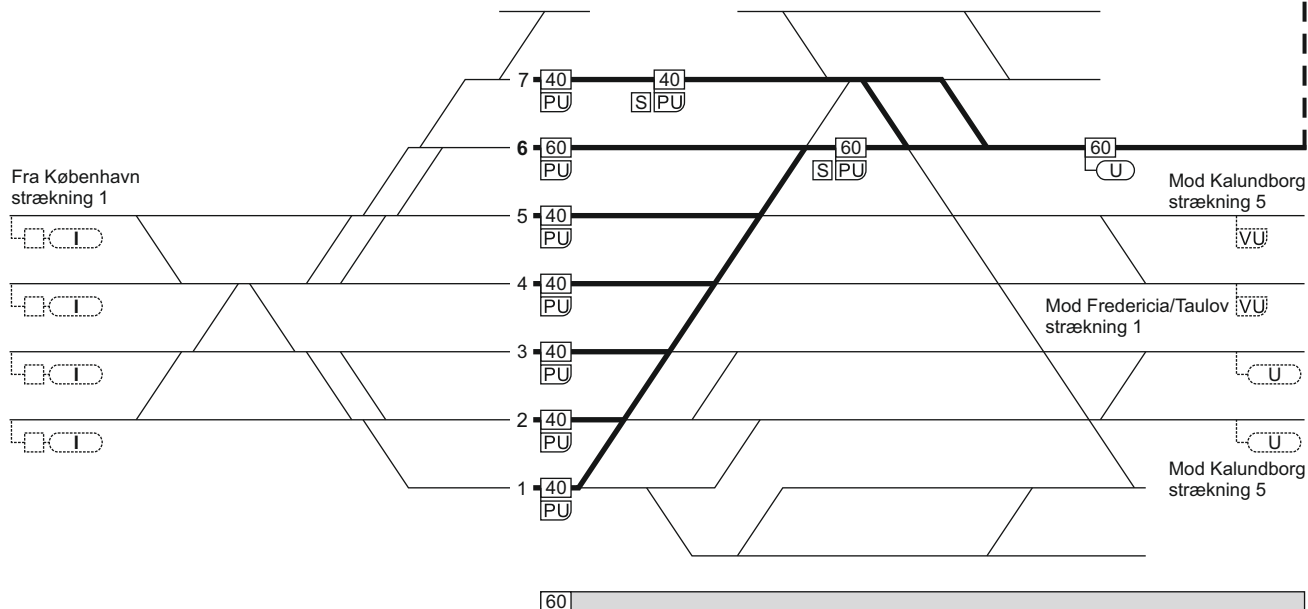 7 40 40
PU S PU
6 60 60 60
PU S PU U
Fra København
strækning 1
Mod Kalundborg
strækning 5
5 40
I PU VU
4 40
I PU VU
Mod Fredericia/Taulov
strækning 1
3 40
I PU U
2 40
I PU U
Mod Kalundborg
strækning 5
1 40
PU
60